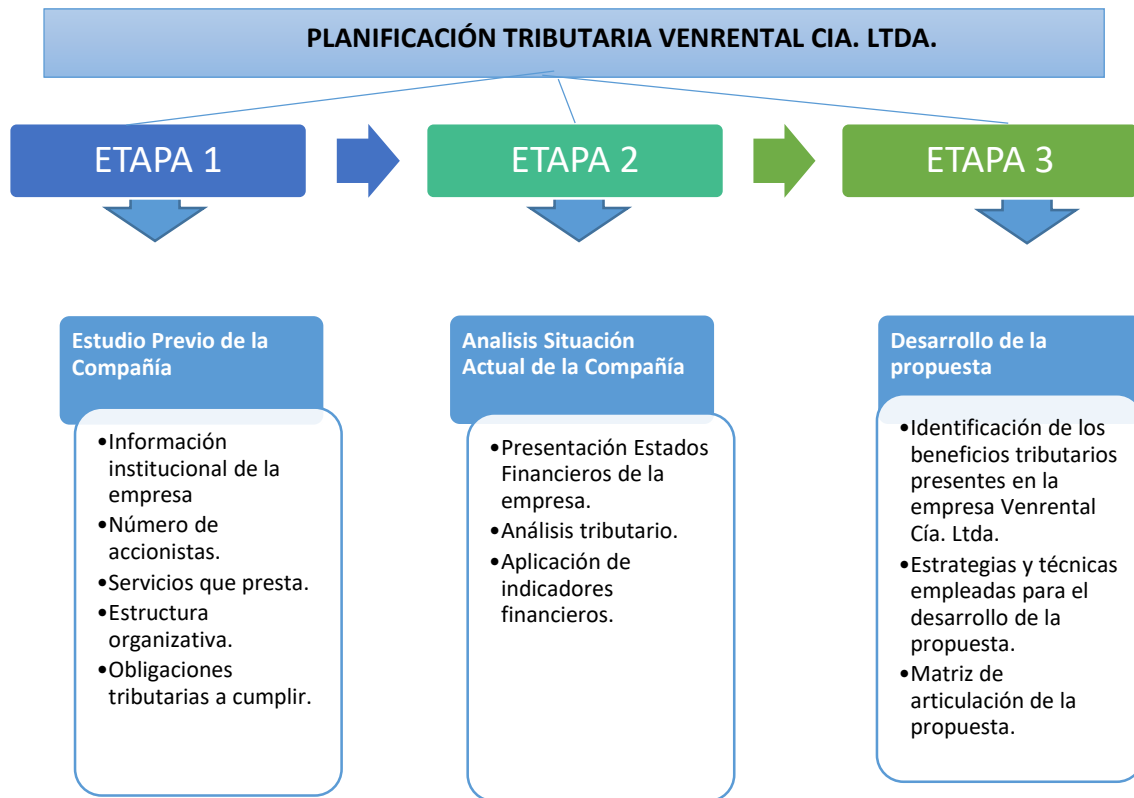 PLANIFICACIÓN TRIBUTARIA VENRENTAL CIA. LTDA.
ETAPA 1
ETAPA 2
ETAPA 3
Estudio Previo de la
Compañía
•Información
institucional de la
empresa
•Número de
accionistas.
•Servicios que presta.
•Estructura
organizativa.
•Obligaciones
tributarias a cumplir.
Analisis Situación
Actual de la Compañía
•Presentación Estados
Financieros de la
empresa.
•Análisis tributario.
•Aplicación de
indicadores
financieros.
Desarrollo de la
propuesta
•Identificación de los
beneficios tributarios
presentes en la
empresa Venrental
Cía. Ltda.
•Estrategias y técnicas
empleadas para el
desarrollo de la
propuesta.
•Matriz de
articulación de la
propuesta.